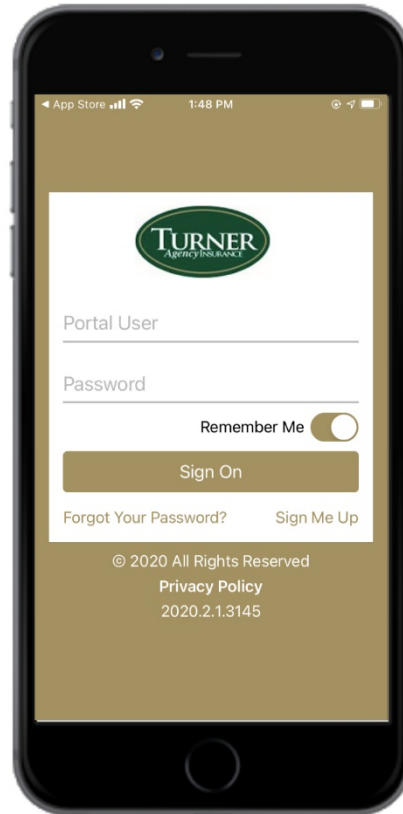 App Store 1:48 PM
TURNER
Agency INSURANCE
Portal User
Password
Remember Me
Sign On
Forgot Your Password? Sign Me Up
© 2020 All Rights Reserved
Privacy Policy
2020.2.1.3145